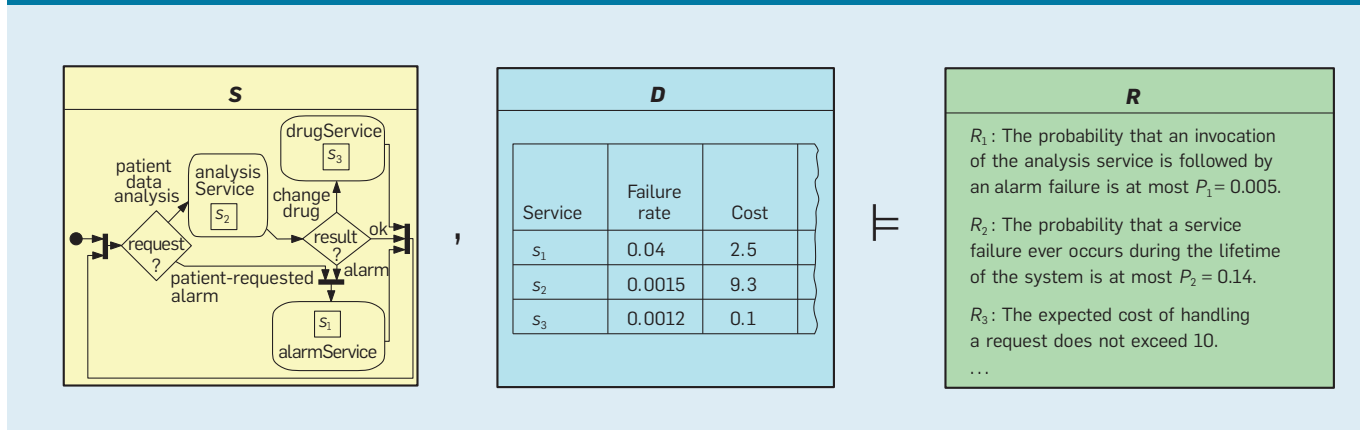 S
drugService
s3
patient
data
analysis
analysis
Service
s2
change
drug
request
?
result
?
ok
alarm
patient-requested
alarm
s1
alarmService
,
D
Service
Failure
rate
Cost
s1 0.04 2.5
s2 0.0015 9.3
s3 0.0012 0.1
⊨
R
R1: The probability that an invocation
of the analysis service is followed by
an alarm failure is at most P1= 0.005.
R2: The probability that a service
failure ever occurs during the lifetime
of the system is at most P2 = 0.14.
R3: The expected cost of handling
a request does not exceed 10.
...